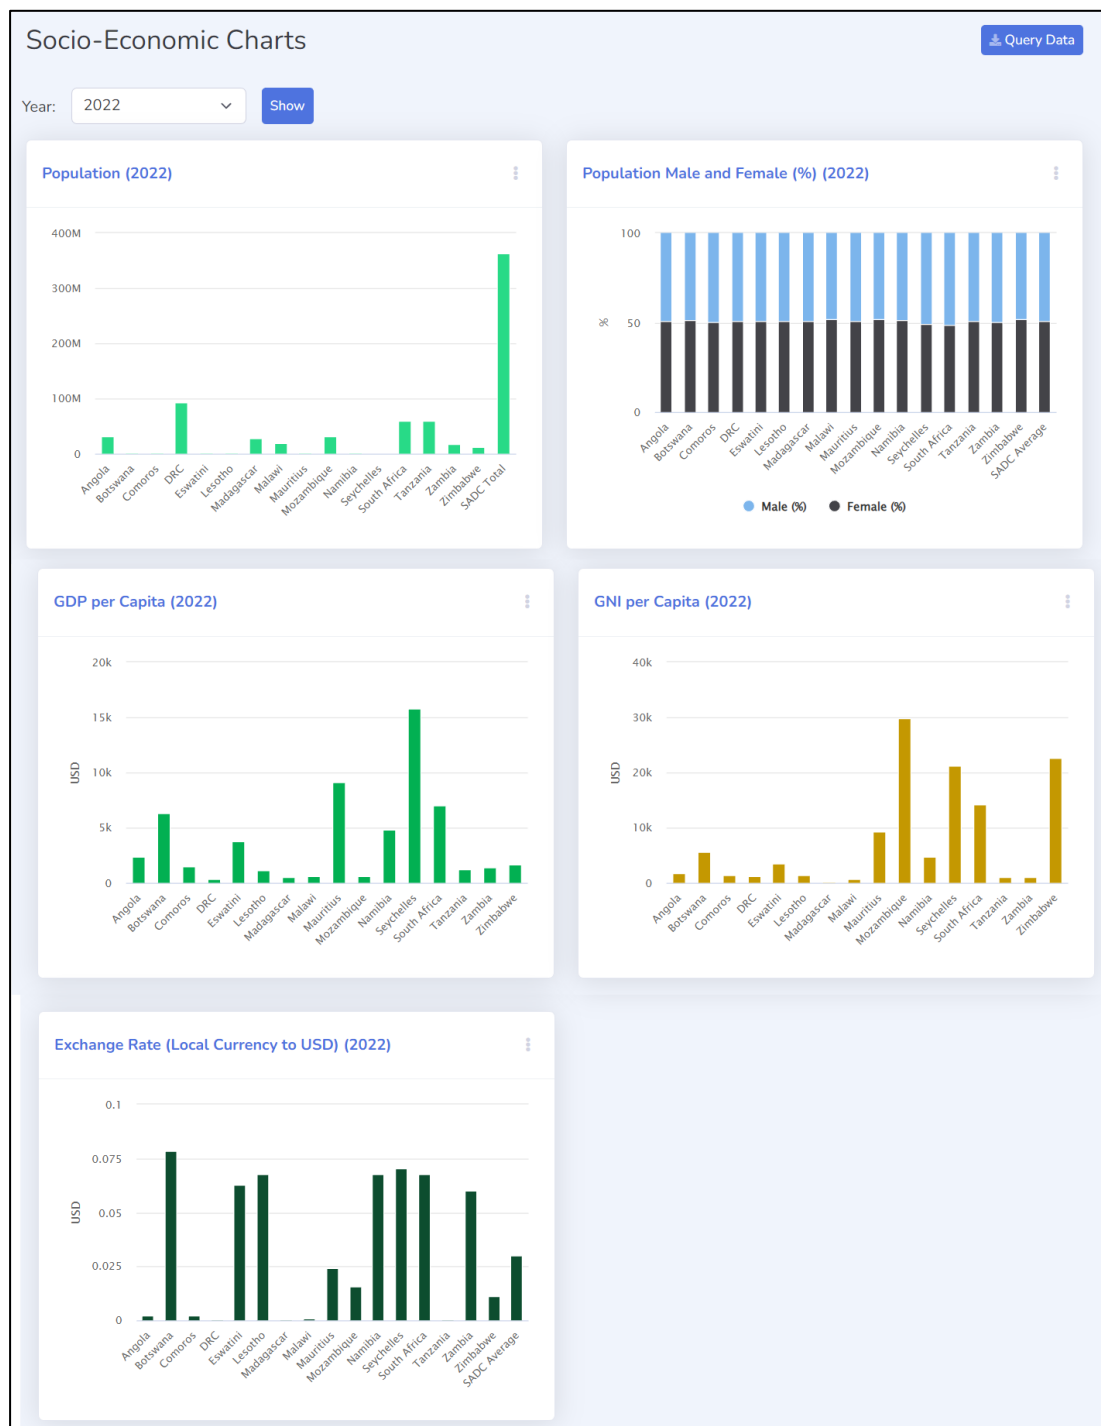 Socio-Economic Charts
Query Data
Year:
2022
Show
Population (2022)
400M
300M
200M
100M
0
Angola
Botswana
Comoros
DRC
Eswatini
Lesotho
Madagascar
Malawi
Mauritius
Mozambique
Namibia
Seychelles
South Africa
Tanzania
Zambia
Zimbabwe
SADC Total
Population Male and Female (%) (2022)
%
100
50
0
Angola
Botswana
Comoros
DRC
Eswatini
Lesotho
Madagascar
Malawi
Mauritius
Mozambique
Namibia
Seychelles
South Africa
Tanzania
Zambia
Zimbabwe
SADC Average
Male (%)
Female (%)
GDP per Capita (2022)
USD
20k
15k
10k
5k
0
Angola
Botswana
Comoros
DRC
Eswatini
Lesotho
Madagascar
Malawi
Mauritius
Mozambique
Namibia
Seychelles
South Africa
Tanzania
Zambia
Zimbabwe
GNI per Capita (2022)
USD
40k
30k
20k
10k
0
Angola
Botswana
Comoros
DRC
Eswatini
Lesotho
Madagascar
Malawi
Mauritius
Mozambique
Namibia
Seychelles
South Africa
Tanzania
Zambia
Zimbabwe
Exchange Rate (Local Currency to USD) (2022)
USD
0.1
0.075
0.05
0.025
0
Angola
Botswana
Comoros
DRC
Eswatini
Lesotho
Madagascar
Malawi
Mauritius
Mozambique
Namibia
Seychelles
South Africa
Tanzania
Zambia
Zimbabwe
SADC Average